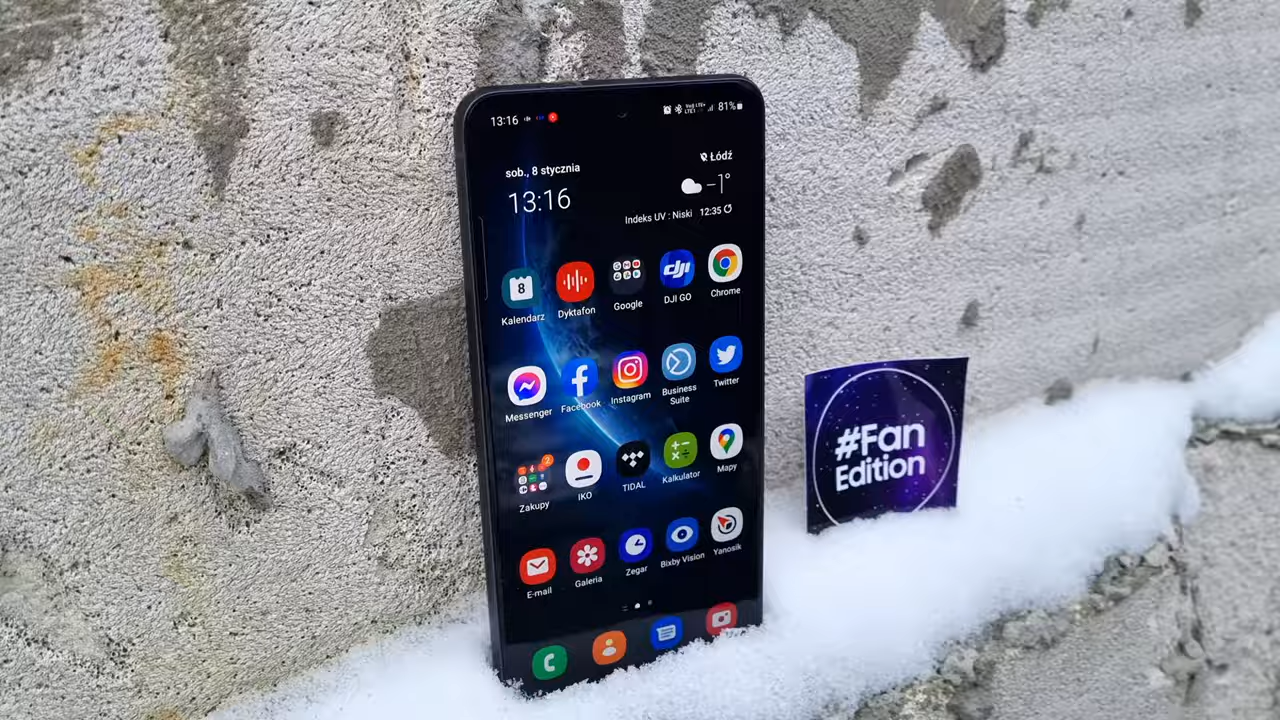 13:16
81%
sob., 8 stycznia
Łódź
13:16
-1°
Indeks UV : Niski 12:35
8
dji
Kalendarz Dyktafon Google DJI GO Chrome
Messenger Facebook Instagram Business Suite Twitter
2
Zakupy IKO TIDAL Kalkulator Mapy
E-mail Galeria Zegar Bixby Vision Yanosik
#Fan
Edition